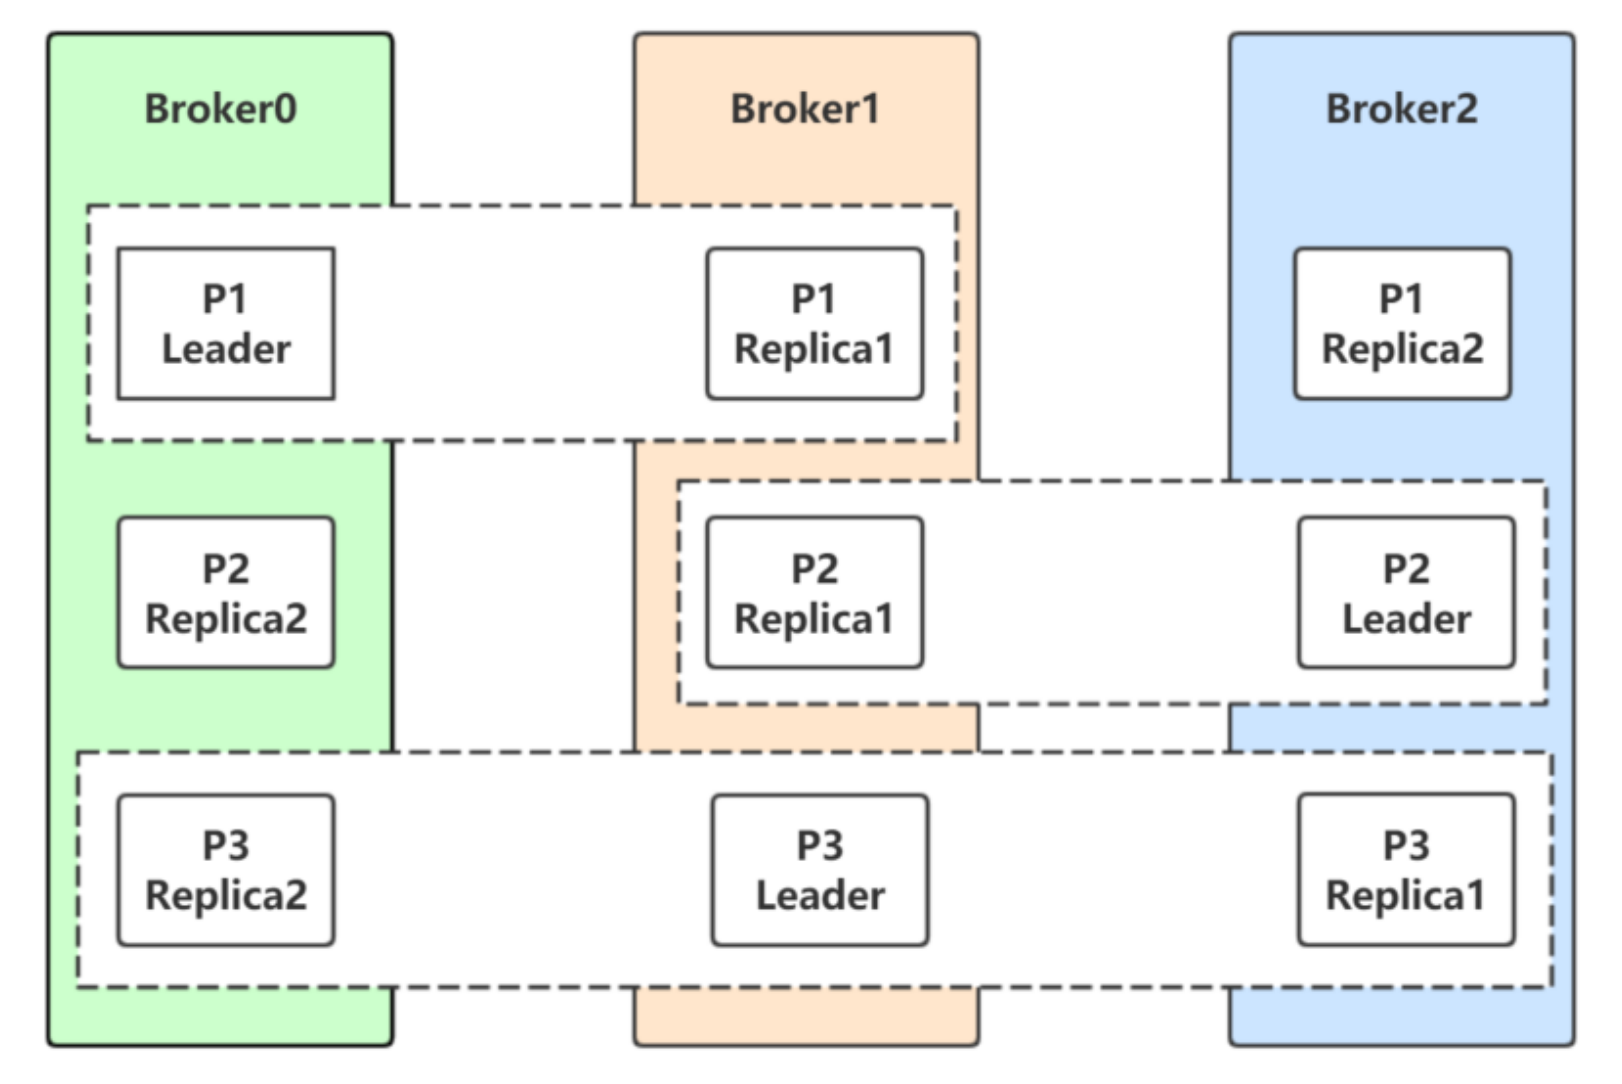 Broker0
Broker1
Broker2
P1
Leader
P1
Replica1
P1
Replica2
P2
Replica2
P2
Replica1
P2
Leader
P3
Replica2
P3
Leader
P3
Replica1